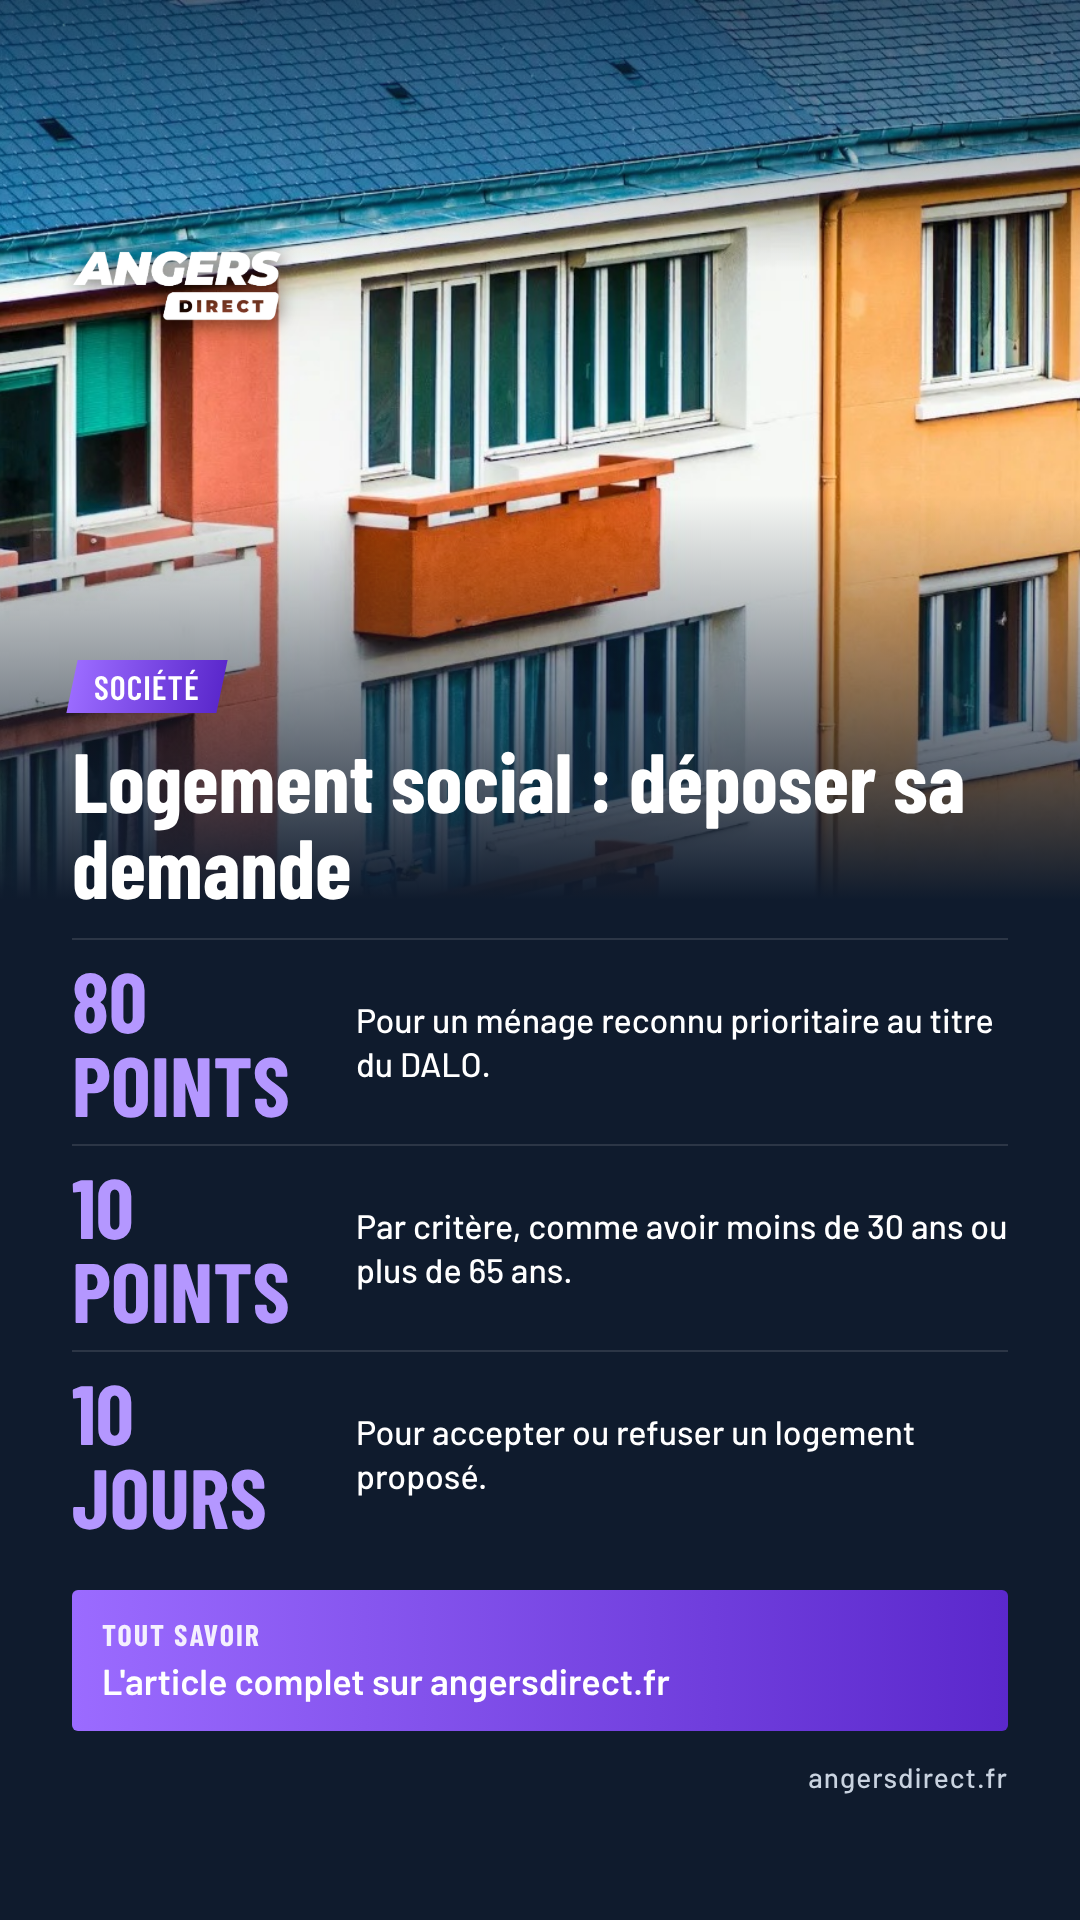 ANGERS
DIRECT
SOCIÉTÉ
Logement social : déposer sa
demande
80
POINTS
Pour un ménage reconnu prioritaire au titre
du DALO.
10
POINTS
Par critère, comme avoir moins de 30 ans ou
plus de 65 ans.
10
JOURS
Pour accepter ou refuser un logement
proposé.
TOUT SAVOIR
L'article complet sur angersdirect.fr
angersdirect.fr